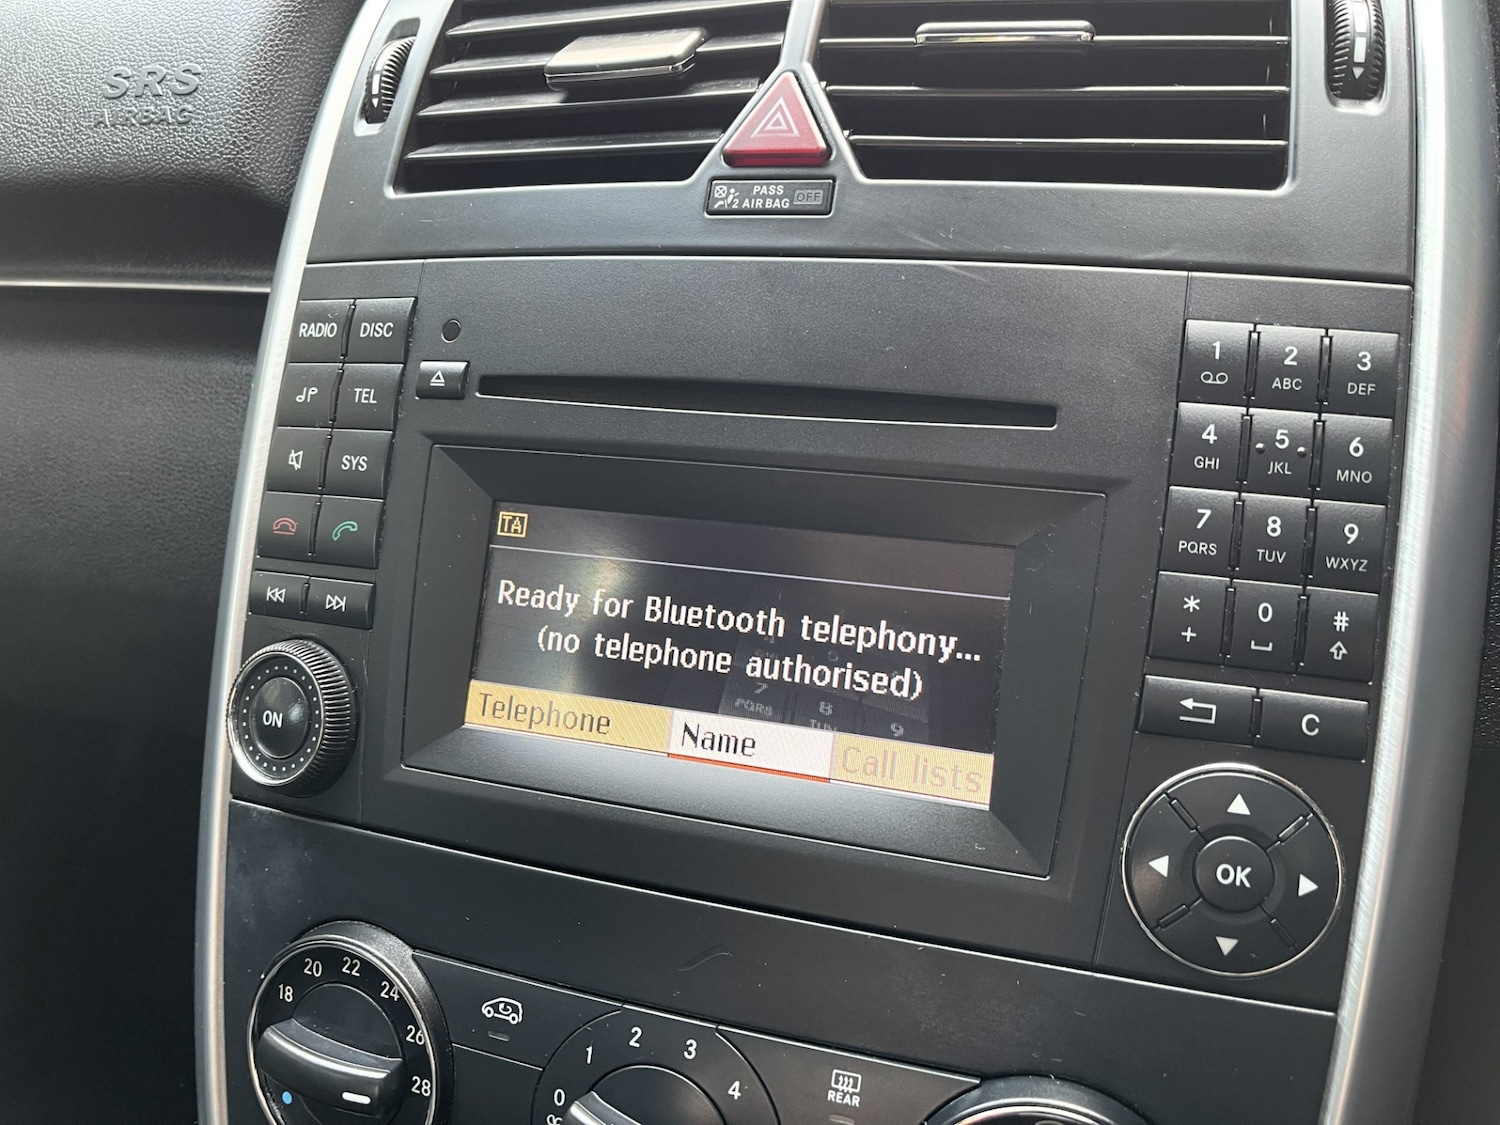 SRS
AIRBAG
PASS
2 AIRBAG OFF
RADIO DISC
TEL
SYS
ON
TA
Ready for Bluetooth telephony...
(no telephone authorised)
Telephone Name Call lists
1 2 3
ABC DEF
4 5 6
GHI JKL MNO
7 8 9
PQRS TUV WXYZ
* 0 #
+
C
OK
18 20 22 24 26 28
0 1 2 3 4
REAR